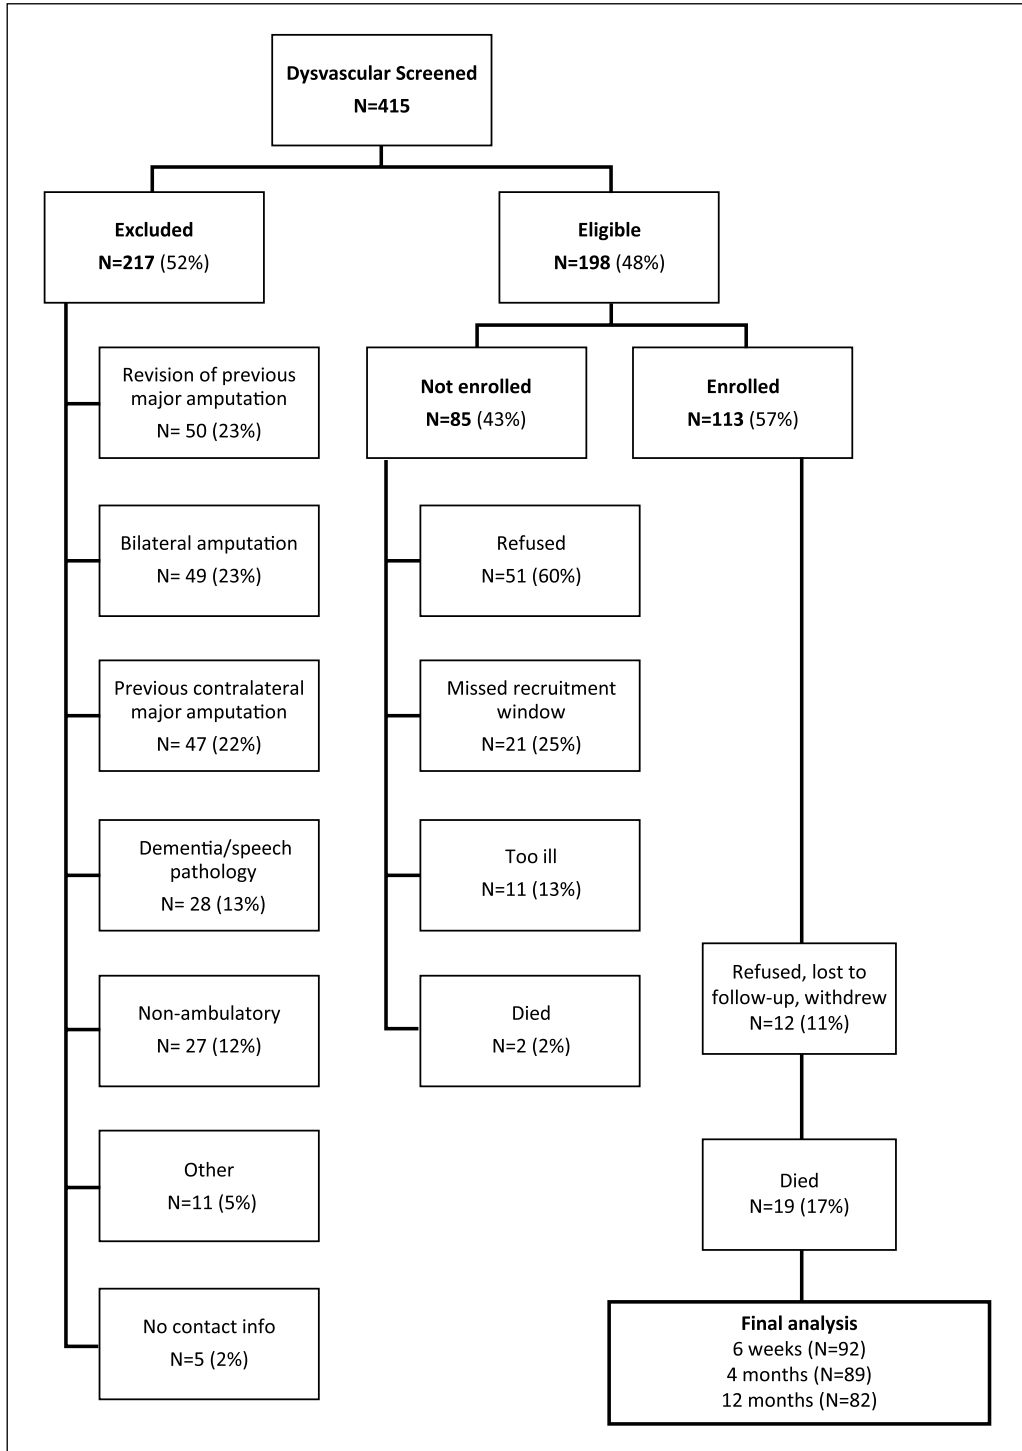 Dysvascular Screened
N=415
Excluded
N=217 (52%)
Eligible
N=198 (48%)
Revision of previous
major amputation
N= 50 (23%)
Bilateral amputation
N= 49 (23%)
Previous contralateral
major amputation
N= 47 (22%)
Dementia/speech
pathology
N= 28 (13%)
Non-ambulatory
N= 27 (12%)
Other
N=11 (5%)
No contact info
N=5 (2%)
Not enrolled
N=85 (43%)
Enrolled
N=113 (57%)
Refused
N=51 (60%)
Missed recruitment
window
N=21 (25%)
Too ill
N=11 (13%)
Died
N=2 (2%)
Refused, lost to
follow-up, withdrew
N=12 (11%)
Died
N=19 (17%)
Final analysis
6 weeks (N=92)
4 months (N=89)
12 months (N=82)